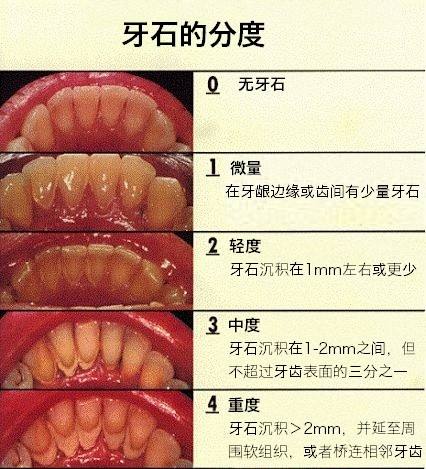 牙石的分度
0 无牙石
1 微量
在牙龈边缘或齿间有少量牙石
2 轻度
牙石沉积在1mm左右或更少
3 中度
牙石沉积在1-2mm之间，但
不超过牙齿表面的三分之一
4 重度
牙石沉积＞2mm，并延至周
围软组织，或者桥连相邻牙齿